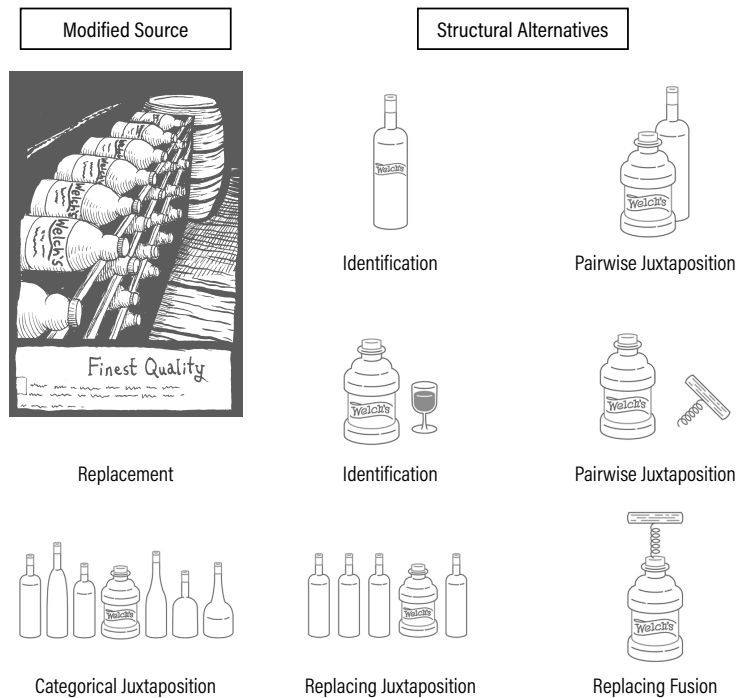 Modified Source
Structural Alternatives
Welch's
Welch's
Welch's
Finest Quality
Replacement
Welch's
Identification
Welch's
Pairwise Juxtaposition
Welch's
Identification
Welch's
Pairwise Juxtaposition
Welch's
Categorical Juxtaposition
Welch's
Replacing Juxtaposition
Welch's
Replacing Fusion